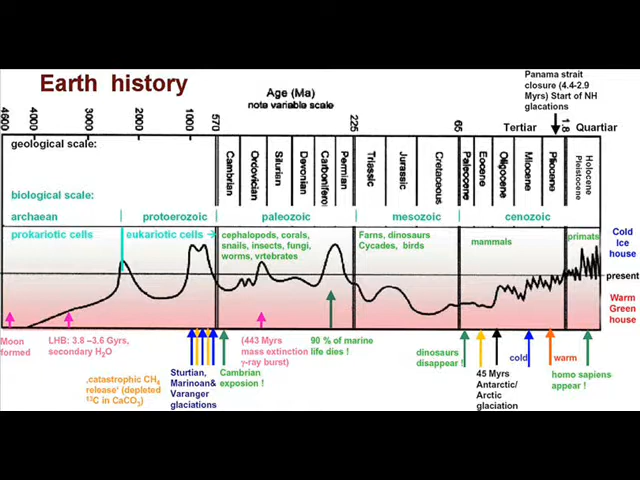 Earth history
Panama strait
closure (4.4-2.9
Myrs) Start of NH
glacations
Age (Ma)
note variable scale
4600
4000
3000
2000
1000
570
225
65
1.8
Tertiar
Quartiar
geological scale:
Cambrian
Ordovician
Silurian
Devonian
Carbonifero
Permian
Triassic
Jurassic
Cretaceous
Paleocene
Eocene
Oligocene
Miocene
Pliocene
Pleistocene
Holocene
biological scale:
archaean
protoerozoic
paleozoic
mesozoic
cenozoic
prokariotic cells
eukariotic cells →
cephalopods, corals,
snails, insects, fungi,
worms, vrtebrates
Farns, dinosaurs
Cycades, birds
mammals
primats
Cold
Ice
house
present
Warm
Green
house
Moon
formed
LHB: 3.8 –3.6 Gyrs,
secondary H2O
(443 Myrs
mass extinction
γ-ray burst)
90 % of marine
life dies !
dinosaurs
disappear !
cold
warm
‚catastrophic CH4
release‘ (depleted
13C in CaCO3)
Sturtian,
Marinoan&
Varanger
glaciations
Cambrian
exposion !
45 Myrs
Antarctic/
Arctic
glaciation
homo sapiens
appear !